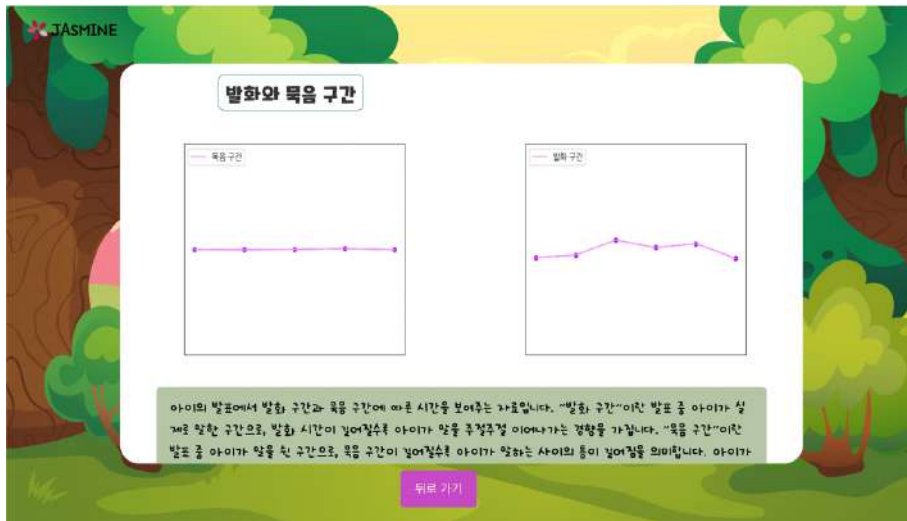 JASMINE
발화와 묵음 구간
묵음 구간
발화 구간
아이의 발표에서 발화 구간과 묵음 구간에 따른 시간을 보여주는 자료입니다. "발화 구간"이란 발표 중 아이가 실
제로 말한 구간으로, 발화 시간이 길어질수록 아이가 말을 주절주절 이어나가는 경향을 가집니다. "묵음 구간"이란
발표 중 아이가 말을 쉰 구간으로, 묵음 구간이 길어질수록 아이가 말하는 사이의 틈이 길어짐을 의미합니다. 아이가
뒤로 가기